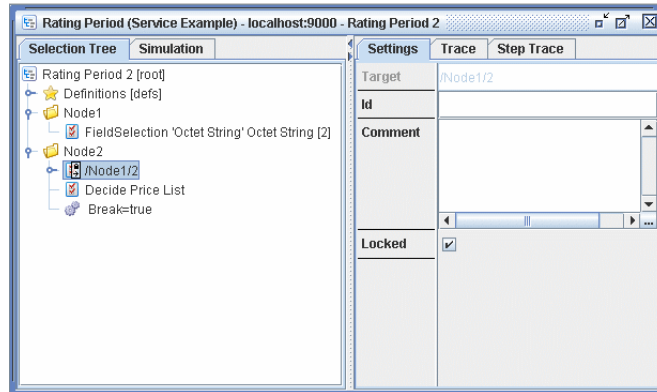 Rating Period (Service Example) - localhost:9000 - Rating Period 2
Selection Tree Simulation
Rating Period 2 [root]
Definitions [defs]
Node1
FieldSelection 'Octet String' Octet String [2]
Node2
/Node1/2
Decide Price List
Break=true
Settings Trace Step Trace
Target /Node1/2
Id
Comment
...
Locked